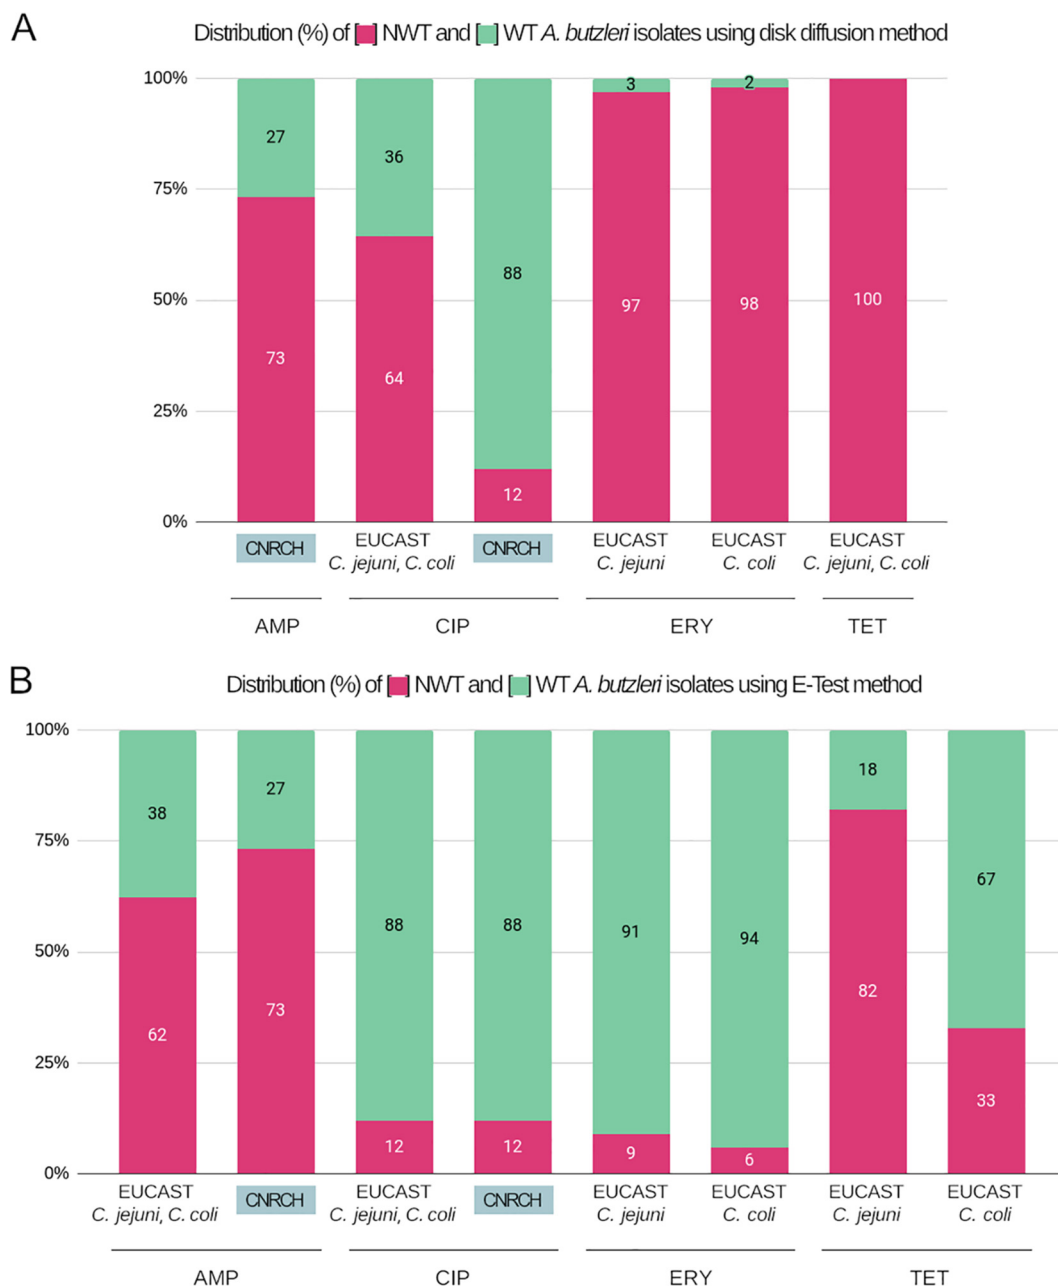 A
Distribution (%) of [ ] NWT and [ ] WT A. butzleri isolates using disk diffusion method
100%
75%
50%
25%
0%
27
73
36
64
88
12
3
97
2
98
100
CNRCH
EUCAST
C. jejuni, C. coli
CNRCH
EUCAST
C. jejuni
EUCAST
C. coli
EUCAST
C. jejuni, C. coli
AMP
CIP
ERY
TET
B
Distribution (%) of [ ] NWT and [ ] WT A. butzleri isolates using E-Test method
100%
75%
50%
25%
0%
38
62
27
73
88
12
88
12
91
9
94
6
18
82
67
33
EUCAST
C. jejuni, C. coli
CNRCH
EUCAST
C. jejuni, C. coli
CNRCH
EUCAST
C. jejuni
EUCAST
C. coli
EUCAST
C. jejuni
EUCAST
C. coli
AMP
CIP
ERY
TET